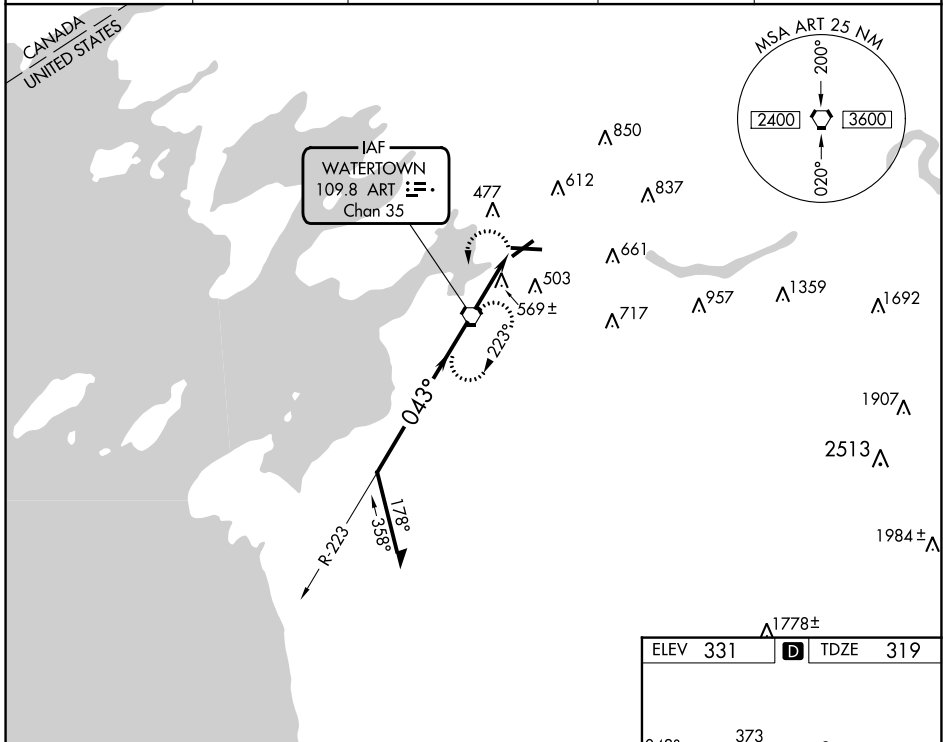 CANADA
UNITED STATES
MSA ART 25 NM
200°
2400
3600
020°
850
IAF
WATERTOWN
109.8 ART
Chan 35
477
612
837
661
503
569±
717
957
1359
1692
223°
043°
1907
2513
178°
358°
R-223
1984±
1778±
ELEV 331
D
TDZE 319
373